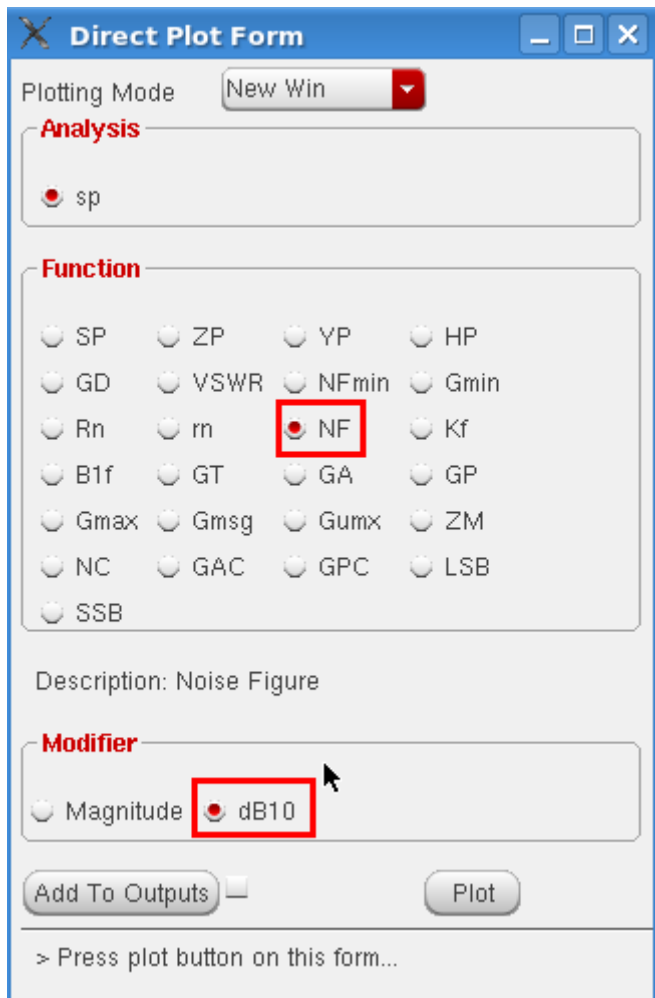 Direct Plot Form
Plotting Mode New Win
Analysis
sp
Function
SP ZP YP HP
GD VSWR NFmin Gmin
Rn rn NF Kf
B1f GT GA GP
Gmax Gmsg Gumx ZM
NC GAC GPC LSB
SSB
Description: Noise Figure
Modifier
Magnitude dB10
Add To Outputs Plot
> Press plot button on this form...